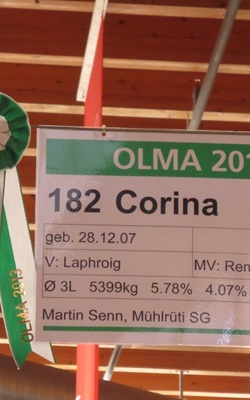 OLMA 201
182 Corina
geb. 28.12.07
V: Laphroig MV: Ren
Ø 3L 5399kg 5.78% 4.07%
Martin Senn, Mühlrüti SG
OLMA 2013